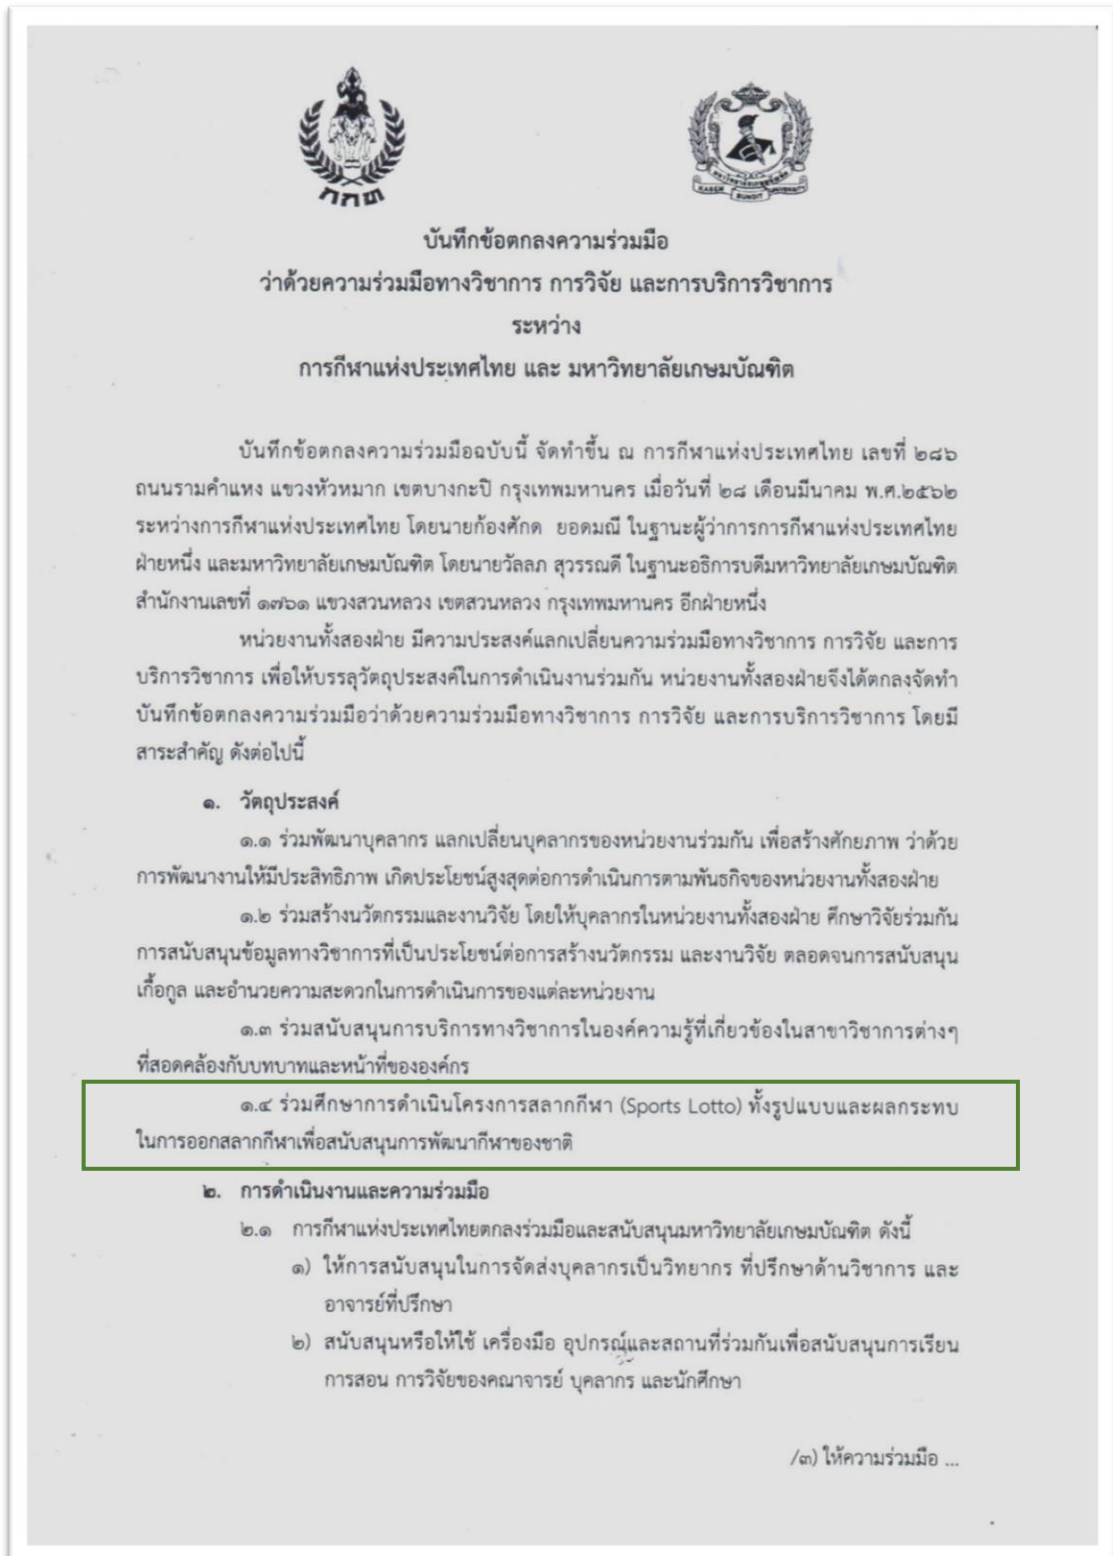 กกท
มหาวิทยาลัยเกษมบัณฑิต
KASEM BUNDIT UNIVERSITY
บันทึกข้อตกลงความร่วมมือ
ว่าด้วยความร่วมมือทางวิชาการ การวิจัย และการบริการวิชาการ
ระหว่าง
การกีฬาแห่งประเทศไทย และ มหาวิทยาลัยเกษมบัณฑิต
บันทึกข้อตกลงความร่วมมือฉบับนี้ จัดทำขึ้น ณ การกีฬาแห่งประเทศไทย เลขที่ ๒๘๖
ถนนรามคำแหง แขวงหัวหมาก เขตบางกะปิ กรุงเทพมหานคร เมื่อวันที่ ๒๘ เดือนมีนาคม พ.ศ.๒๕๖๒
ระหว่างการกีฬาแห่งประเทศไทย โดยนายก้องศักด ยอดมณี ในฐานะผู้ว่าการการกีฬาแห่งประเทศไทย
ฝ่ายหนึ่ง และมหาวิทยาลัยเกษมบัณฑิต โดยนายวัลลภ สุวรรณดี ในฐานะอธิการบดีมหาวิทยาลัยเกษมบัณฑิต
สำนักงานเลขที่ ๑๗๖๑ แขวงสวนหลวง เขตสวนหลวง กรุงเทพมหานคร อีกฝ่ายหนึ่ง
หน่วยงานทั้งสองฝ่าย มีความประสงค์แลกเปลี่ยนความร่วมมือทางวิชาการ การวิจัย และการ
บริการวิชาการ เพื่อให้บรรลุวัตถุประสงค์ในการดำเนินงานร่วมกัน หน่วยงานทั้งสองฝ่ายจึงได้ตกลงจัดทำ
บันทึกข้อตกลงความร่วมมือว่าด้วยความร่วมมือทางวิชาการ การวิจัย และการบริการวิชาการ โดยมี
สาระสำคัญ ดังต่อไปนี้
๑. วัตถุประสงค์
๑.๑ ร่วมพัฒนาบุคลากร แลกเปลี่ยนบุคลากรของหน่วยงานร่วมกัน เพื่อสร้างศักยภาพ ว่าด้วย
การพัฒนางานให้มีประสิทธิภาพ เกิดประโยชน์สูงสุดต่อการดำเนินการตามพันธกิจของหน่วยงานทั้งสองฝ่าย
๑.๒ ร่วมสร้างนวัตกรรมและงานวิจัย โดยให้บุคลากรในหน่วยงานทั้งสองฝ่าย ศึกษาวิจัยร่วมกัน
การสนับสนุนข้อมูลทางวิชาการที่เป็นประโยชน์ต่อการสร้างนวัตกรรม และงานวิจัย ตลอดจนการสนับสนุน
เกื้อกูล และอำนวยความสะดวกในการดำเนินการของแต่ละหน่วยงาน
๑.๓ ร่วมสนับสนุนการบริการทางวิชาการในองค์ความรู้ที่เกี่ยวข้องในสาขาวิชาการต่างๆ
ที่สอดคล้องกับบทบาทและหน้าที่ขององค์กร
๑.๔ ร่วมศึกษาการดำเนินโครงการสลากกีฬา (Sports Lotto) ทั้งรูปแบบและผลกระทบ
ในการออกสลากกีฬาเพื่อสนับสนุนการพัฒนากีฬาของชาติ
๒. การดำเนินงานและความร่วมมือ
๒.๑ การกีฬาแห่งประเทศไทยตกลงร่วมมือและสนับสนุนมหาวิทยาลัยเกษมบัณฑิต ดังนี้
๑) ให้การสนับสนุนในการจัดส่งบุคลากรเป็นวิทยากร ที่ปรึกษาด้านวิชาการ และ
อาจารย์ที่ปรึกษา
๒) สนับสนุนหรือให้ใช้ เครื่องมือ อุปกรณ์และสถานที่ร่วมกันเพื่อสนับสนุนการเรียน
การสอน การวิจัยของคณาจารย์ บุคลากร และนักศึกษา
/๓) ให้ความร่วมมือ ...